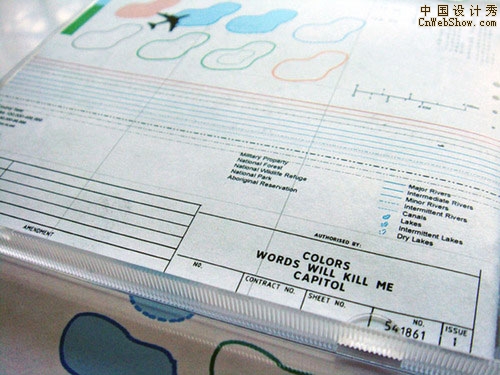 中国设计秀
CnWebShow.com
Military Property
National Forest
National Wildlife Refuge
National Park
Aboriginal Reservation
Major Rivers
Intermediate Rivers
Minor Rivers
Intermittent Rivers
Canals
Lakes
Intermittent Lakes
Dry Lakes
AMENDMENT
AUTHORISED BY:
COLORS
WORDS WILL KILL ME
CAPITOL
NO.
CONTRACT NO.
SHEET NO.
NO.
541861
ISSUE
1